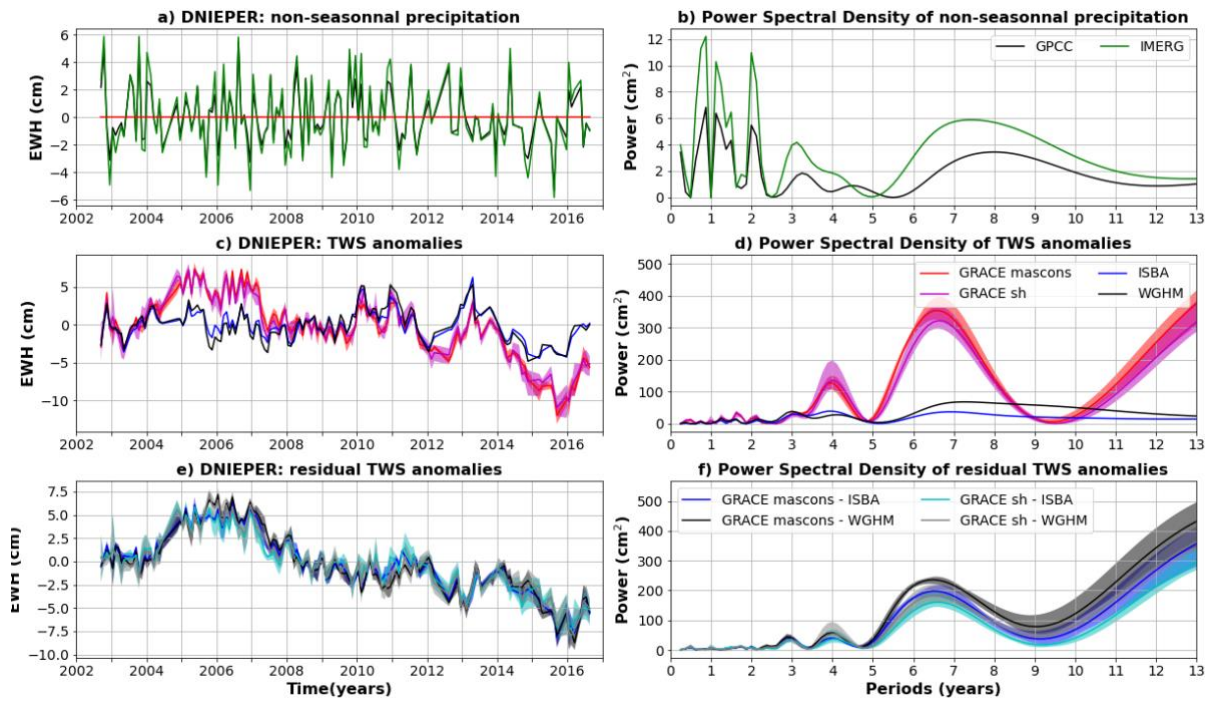 a) DNIEPER: non-seasonnal precipitation
EWH (cm)
6
4
2
0
−2
−4
−6
2002 2004 2006 2008 2010 2012 2014 2016
b) Power Spectral Density of non-seasonnal precipitation
Power (cm²)
12
10
8
6
4
2
0
GPCC IMERG
0 1 2 3 4 5 6 7 8 9 10 11 12 13
c) DNIEPER: TWS anomalies
EWH (cm)
5
0
−5
−10
2002 2004 2006 2008 2010 2012 2014 2016
d) Power Spectral Density of TWS anomalies
Power (cm²)
500
400
300
200
100
0
GRACE mascons ISBA
GRACE sh WGHM
0 1 2 3 4 5 6 7 8 9 10 11 12 13
e) DNIEPER: residual TWS anomalies
EWH (cm)
7.5
5.0
2.5
0.0
−2.5
−5.0
−7.5
−10.0
2002 2004 2006 2008 2010 2012 2014 2016
Time(years)
f) Power Spectral Density of residual TWS anomalies
Power (cm²)
500
400
300
200
100
0
GRACE mascons - ISBA GRACE sh - ISBA
GRACE mascons - WGHM GRACE sh - WGHM
0 1 2 3 4 5 6 7 8 9 10 11 12 13
Periods (years)